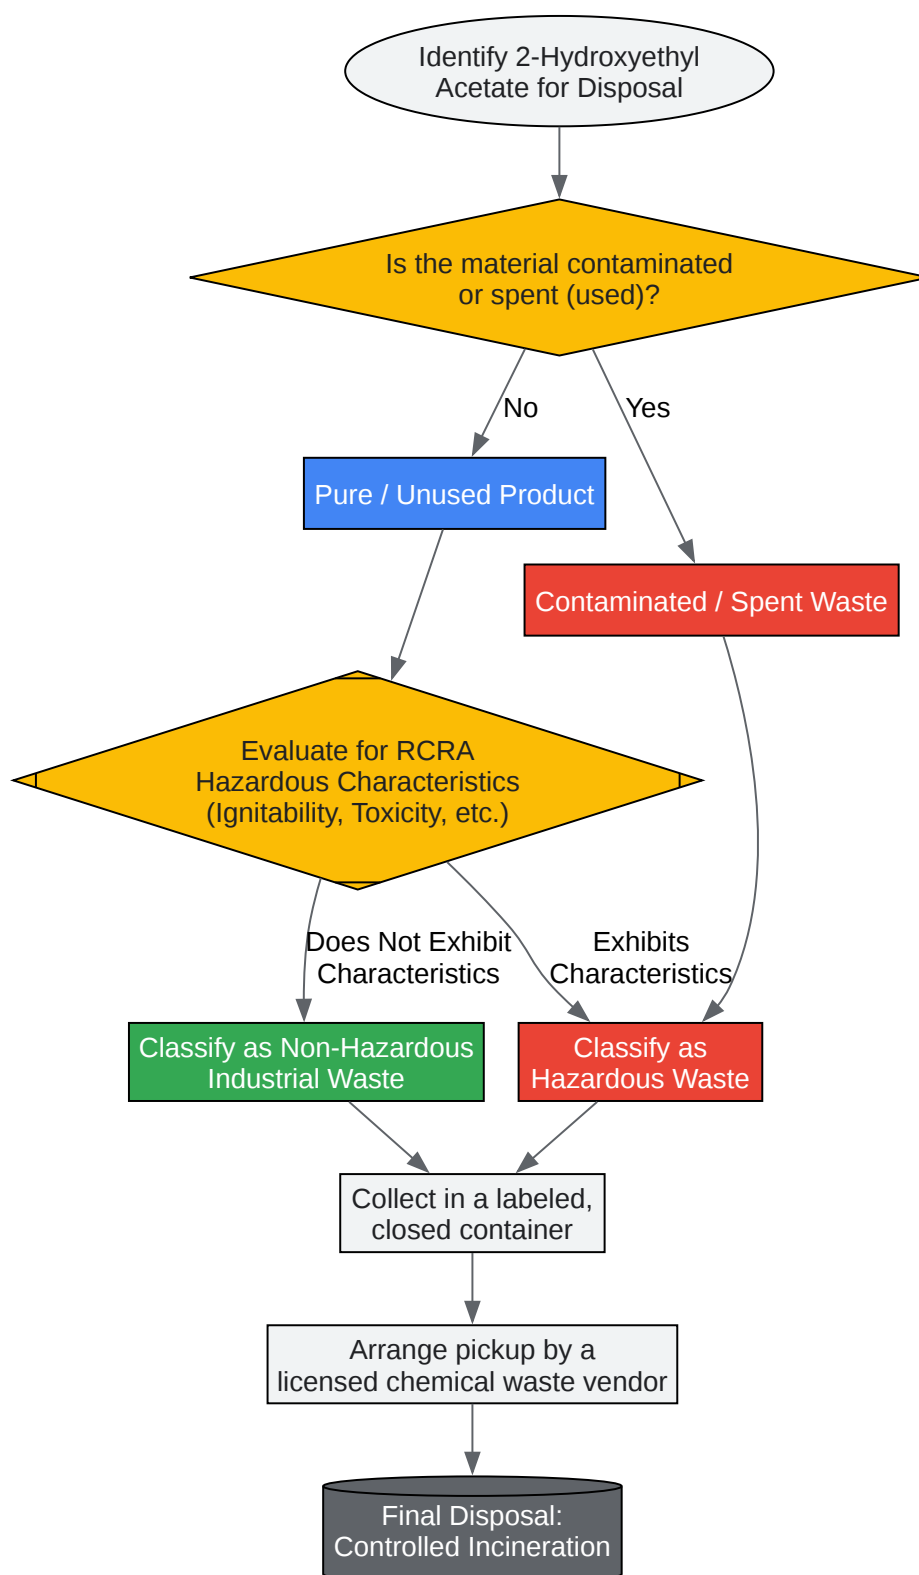 Identify 2-Hydroxyethyl
Acetate for Disposal
Is the material contaminated
or spent (used)?
No
Yes
Pure / Unused Product
Contaminated / Spent Waste
Evaluate for RCRA
Hazardous Characteristics
(Ignitability, Toxicity, etc.)
Does Not Exhibit
Characteristics
Exhibits
Characteristics
Classify as Non-Hazardous
Industrial Waste
Classify as
Hazardous Waste
Collect in a labeled,
closed container
Arrange pickup by a
licensed chemical waste vendor
Final Disposal:
Controlled Incineration